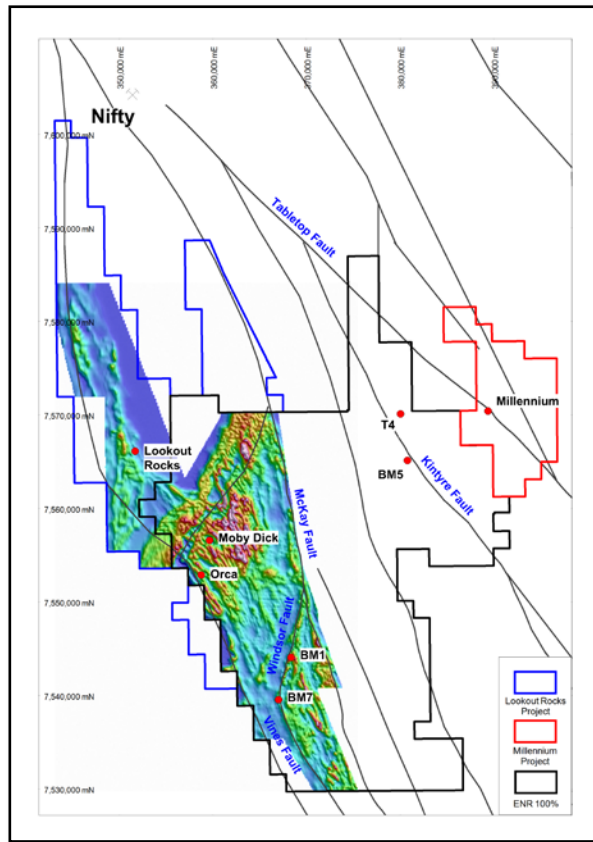 350,000 mE
360,000 mE
370,000 mE
380,000 mE
390,000 mE
Nifty
7,600,000 mN
7,590,000 mN
Tabletop Fault
7,580,000 mN
7,570,000 mN
Millennium
T4
Lookout
Rocks
BM5
Kintyre Fault
McKay Fault
7,560,000 mN
Moby Dick
Orca
7,550,000 mN
Windsor Fault
BM1
7,540,000 mN
BM7
Vines Fault
7,530,000 mN
Lookout Rocks
Project
Millennium
Project
ENR 100%